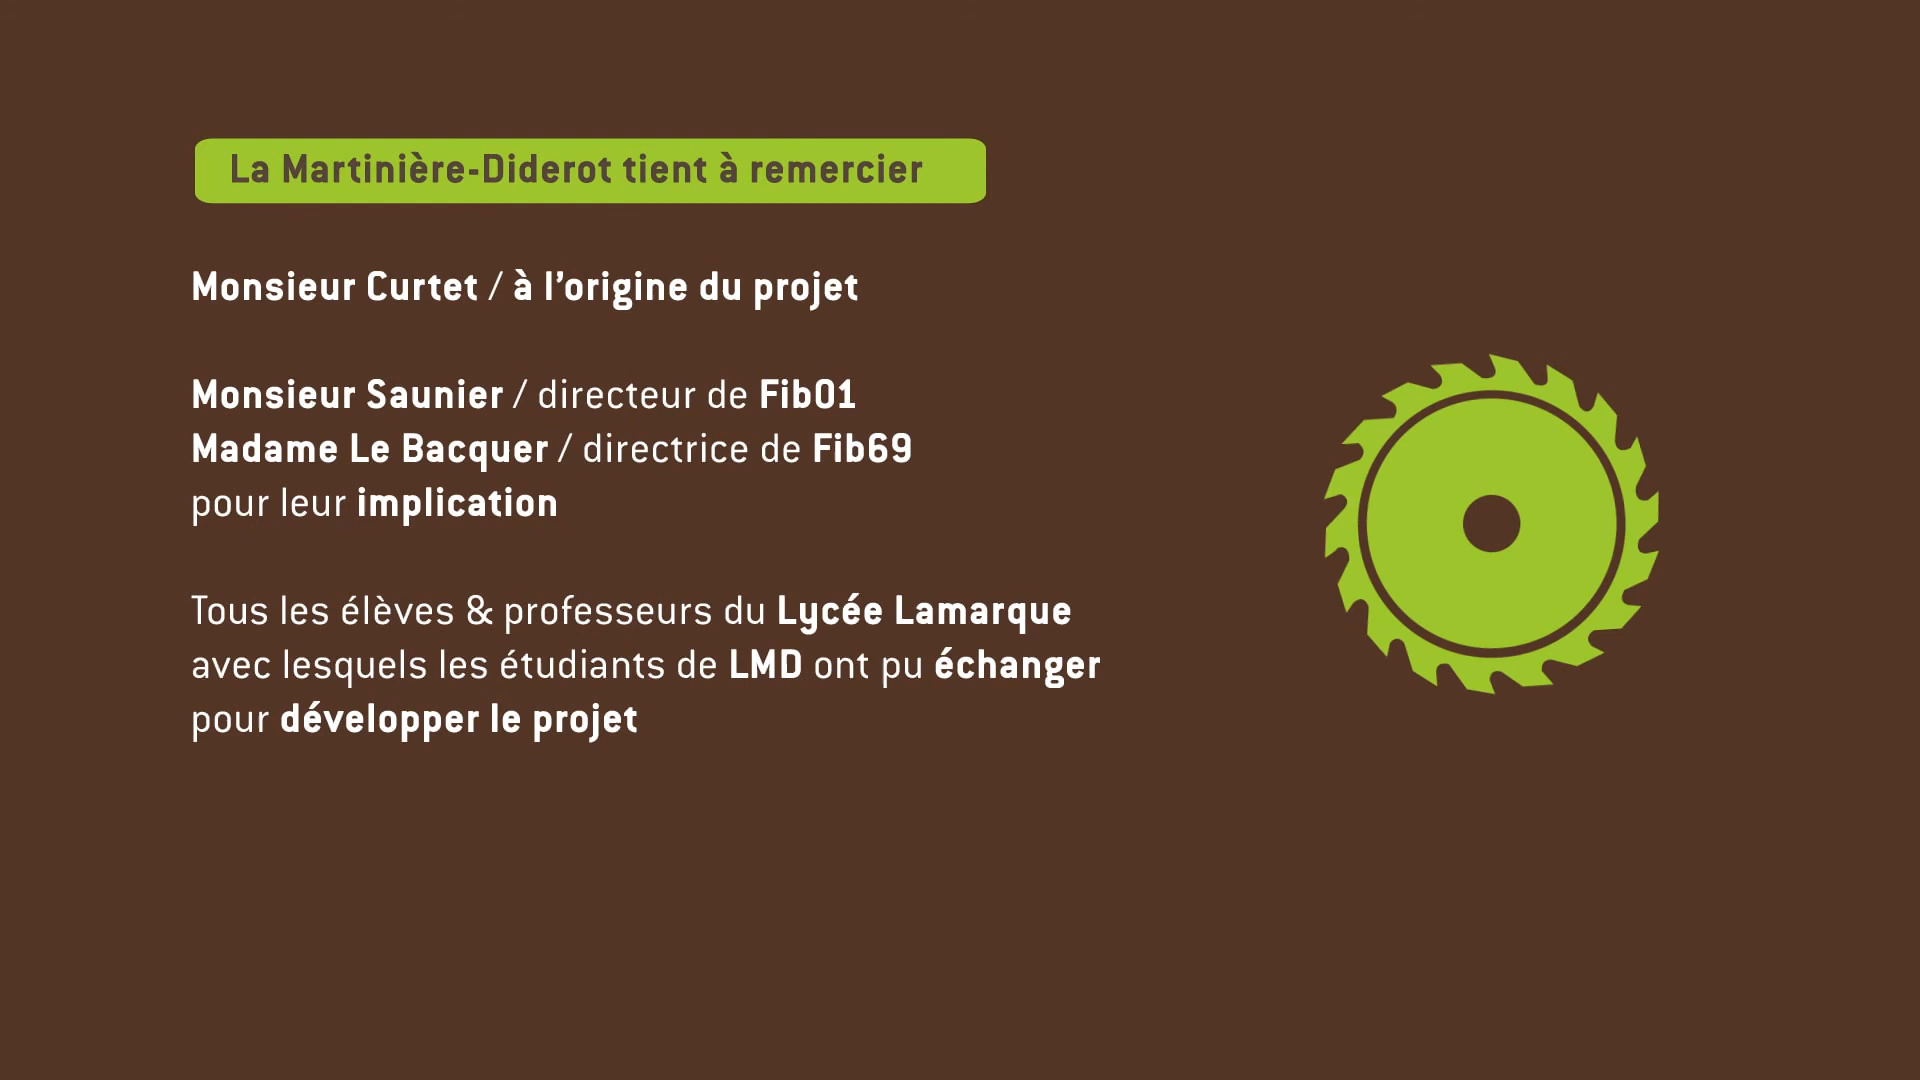 La Martinière-Diderot tient à remercier
Monsieur Curtet / à l’origine du projet
Monsieur Saunier / directeur de Fib01
Madame Le Bacquer / directrice de Fib69
pour leur implication
Tous les élèves & professeurs du Lycée Lamarque
avec lesquels les étudiants de LMD ont pu échanger
pour développer le projet